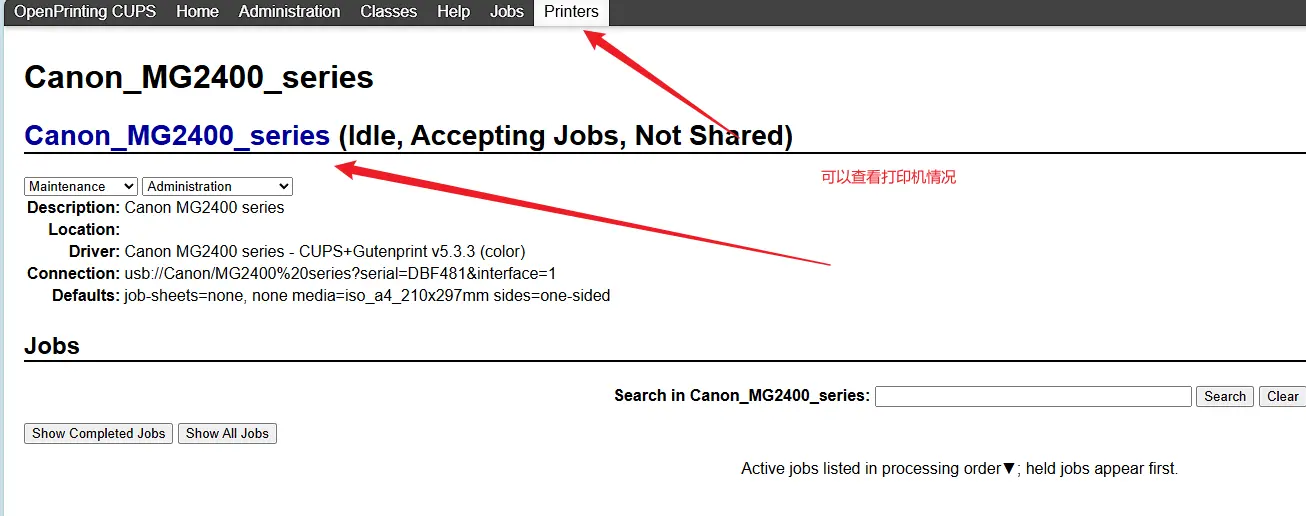 OpenPrinting CUPS Home Administration Classes Help Jobs Printers
Canon_MG2400_series
Canon_MG2400_series (Idle, Accepting Jobs, Not Shared)
可以查看打印机情况
Maintenance Administration
Description: Canon MG2400 series
Location:
Driver: Canon MG2400 series - CUPS+Gutenprint v5.3.3 (color)
Connection: usb://Canon/MG2400%20series?serial=DBF481&interface=1
Defaults: job-sheets=none, none media=iso_a4_210x297mm sides=one-sided
Jobs
Search in Canon_MG2400_series: Search Clear
Show Completed Jobs Show All Jobs
Active jobs listed in processing order▼; held jobs appear first.